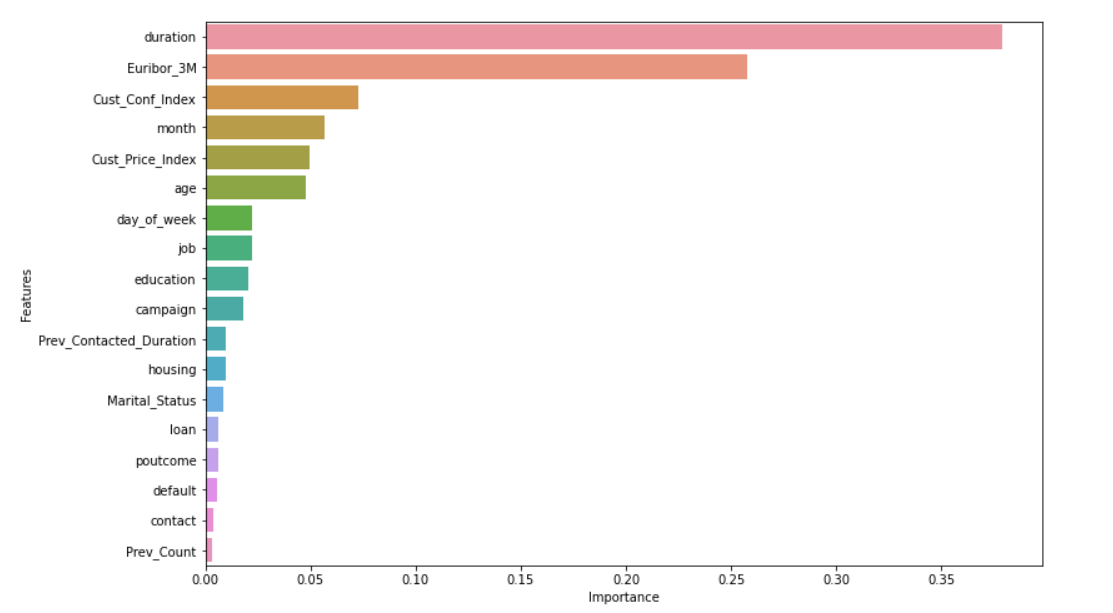 duration
Euribor_3M
Cust_Conf_Index
month
Cust_Price_Index
age
day_of_week
job
education
campaign
Prev_Contacted_Duration
housing
Marital_Status
loan
poutcome
default
contact
Prev_Count
Features
0.00 0.05 0.10 0.15 0.20 0.25 0.30 0.35
Importance